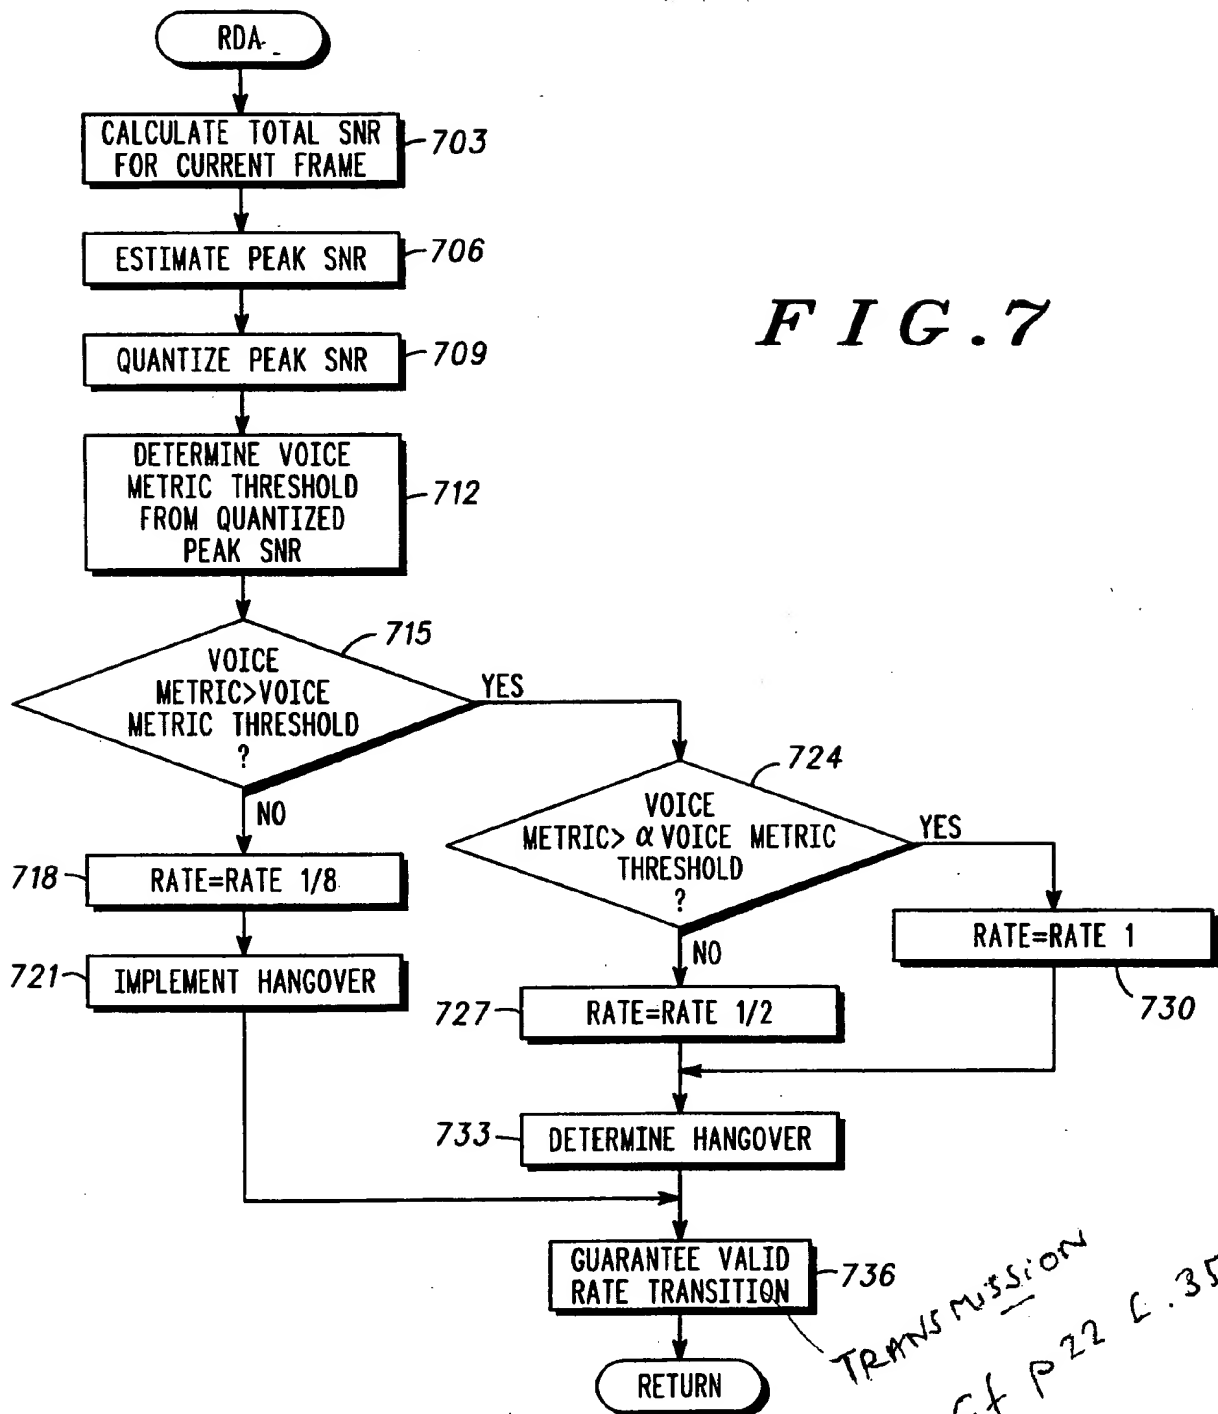 RDA
CALCULATE TOTAL SNR
FOR CURRENT FRAME
703
ESTIMATE PEAK SNR
706
QUANTIZE PEAK SNR
709
FIG.7
DETERMINE VOICE
METRIC THRESHOLD
FROM QUANTIZED
PEAK SNR
712
715
VOICE
METRIC>VOICE
METRIC THRESHOLD
?
YES
NO
724
VOICE
METRIC> α VOICE METRIC
THRESHOLD
?
YES
NO
718
RATE=RATE 1/8
RATE=RATE 1
730
721
IMPLEMENT HANGOVER
727
RATE=RATE 1/2
733
DETERMINE HANGOVER
GUARANTEE VALID
RATE TRANSITION
736
TRANSMISSION
cf p 22 L.35
RETURN